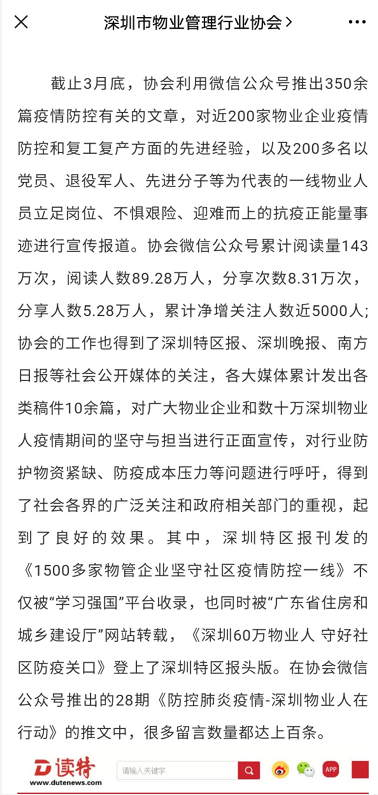 深圳市物业管理行业协会
截止3月底，协会利用微信公众号推出350余
篇疫情防控有关的文章，对近200家物业企业疫情
防控和复工复产方面的先进经验，以及200多名以
党员、退役军人、先进分子等为代表的一线物业人
员立足岗位、不惧艰险、迎难而上的抗疫正能量事
迹进行宣传报道。协会微信公众号累计阅读量143
万次，阅读人数89.28万人，分享次数8.31万次，
分享人数5.28万人，累计净增关注人数近5000人;
协会的工作也得到了深圳特区报、深圳晚报、南方
日报等社会公开媒体的关注，各大媒体累计发出各
类稿件10余篇，对广大物业企业和数十万深圳物业
人疫情期间的坚守与担当进行正面宣传，对行业防
护物资紧缺、防疫成本压力等问题进行呼吁，得到
了社会各界的广泛关注和政府相关部门的重视，起
到了良好的效果。其中，深圳特区报刊发的
《1500多家物管企业坚守社区疫情防控一线》不
仅被“学习强国”平台收录，也同时被“广东省住房和
城乡建设厅”网站转载，《深圳60万物业人 守好社
区防疫关口》登上了深圳特区报头版。在协会微信
公众号推出的28期《防控肺炎疫情-深圳物业人在
行动》的推文中，很多留言数量都达上百条。
读特
www.dutenews.com
请输入关键字
APP